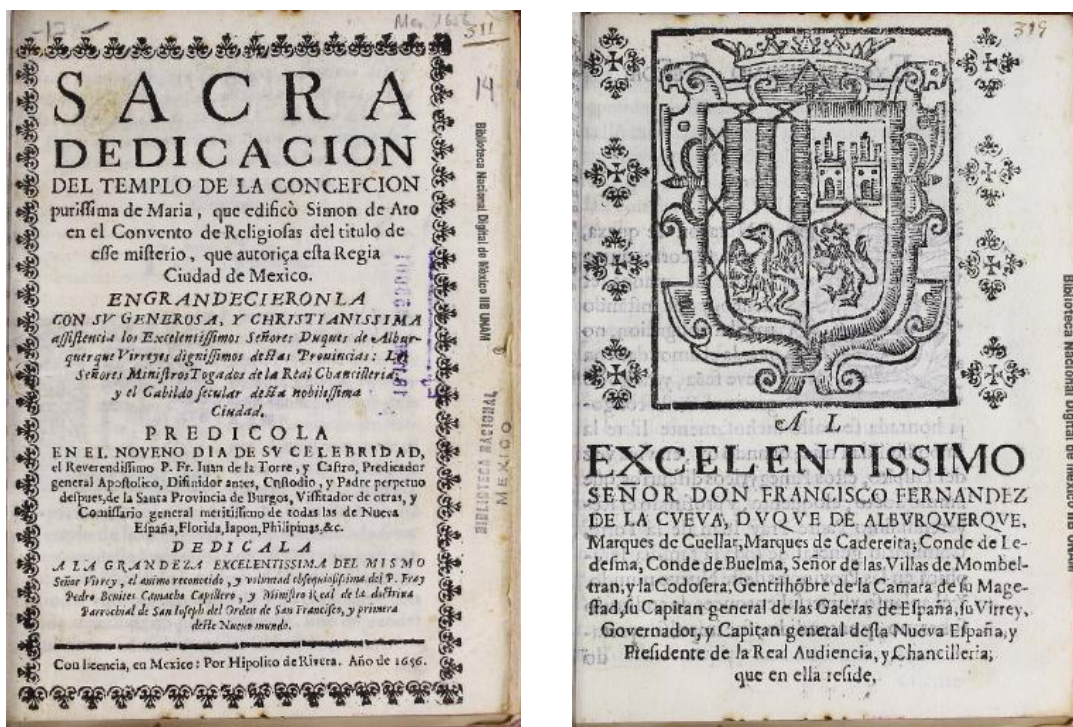 -12
Mex 1656
311
14
SACRA
DEDICACION
DEL TEMPLO DE LA CONCEPCION
purissima de Maria, que edificò Simon de Aro
en el Convento de Religiosas del titulo de
esse misterio, que autoriça esta Regia
Ciudad de Mexico.
ENGRANDECIERONLA
CON SV GENEROSA, Y CHRISTIANISSIMA
assistencia los Excelentissimos Señores Duques de Albur-
querque Virreyes dignissimos destas Provincias: Los
Señores Ministros Togados de la Real Chancilleria,
y el Cabildo secular desta nobilissima
Ciudad.
PREDICOLA
EN EL NOVENO DIA DE SV CELEBRIDAD,
el Reverendissimo P. Fr. Iuan de la Torre, y Castro, Predicador
general Apostolico, Difinidor antes, Custodio, y Padre perpetuo
despues, de la Santa Provincia de Burgos, Vissitador de otras, y
Comissario general meritissimo de todas las de Nueva
España, Florida, Iapon, Philipinas, &c.
DEDICALA
A LA GRANDEZA EXCELENTISSIMA DEL MISMO
Señor Virrey, el animo reconocido, y voluntad obsequiosissima del P. Fray
Pedro Benites Camacho Capillero, y Ministro Real de la doctrina
Parrochial de San Ioseph del Orden de San Francisco, y primera
deste Nuevo mundo.
Con licencia, en Mexico: Por Hipolito de Rivera. Año de 1656.
Biblioteca Nacional Digital de México IIB UNAM
BIBLIOTECA NACIONAL
MEXICO
319
AL
EXCELENTISSIMO
SEÑOR DON FRANCISCO FERNANDEZ
DE LA CVEVA, DVQVE DE ALBVRQVERQVE,
Marques de Cuellar, Marques de Cadereita, Conde de Le-
desma, Conde de Buelma, Señor de las Villas de Mombel-
tran, y la Codosera, Gentilhõbre de la Camara de su Mage-
stad, su Capitan general de las Galeras de España, su Virrey,
Governador, y Capitan general desta Nueva España, y
Presidente de la Real Audiencia, y Chancilleria,
que en ella reside,
Biblioteca Nacional Digital de México IIB UNAM